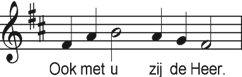 Ook met u zij de Heer.